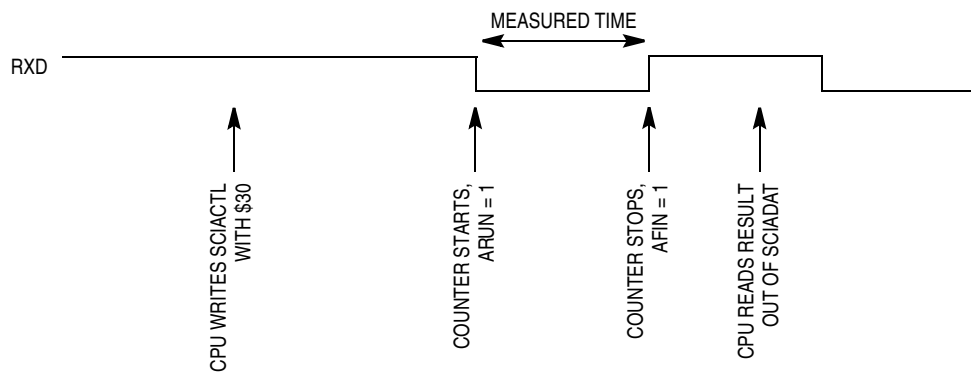 MEASURED TIME
RXD
CPU WRITES SCIACTL
WITH $30
COUNTER STARTS,
ARUN = 1
COUNTER STOPS,
AFIN = 1
CPU READS RESULT
OUT OF SCIADAT